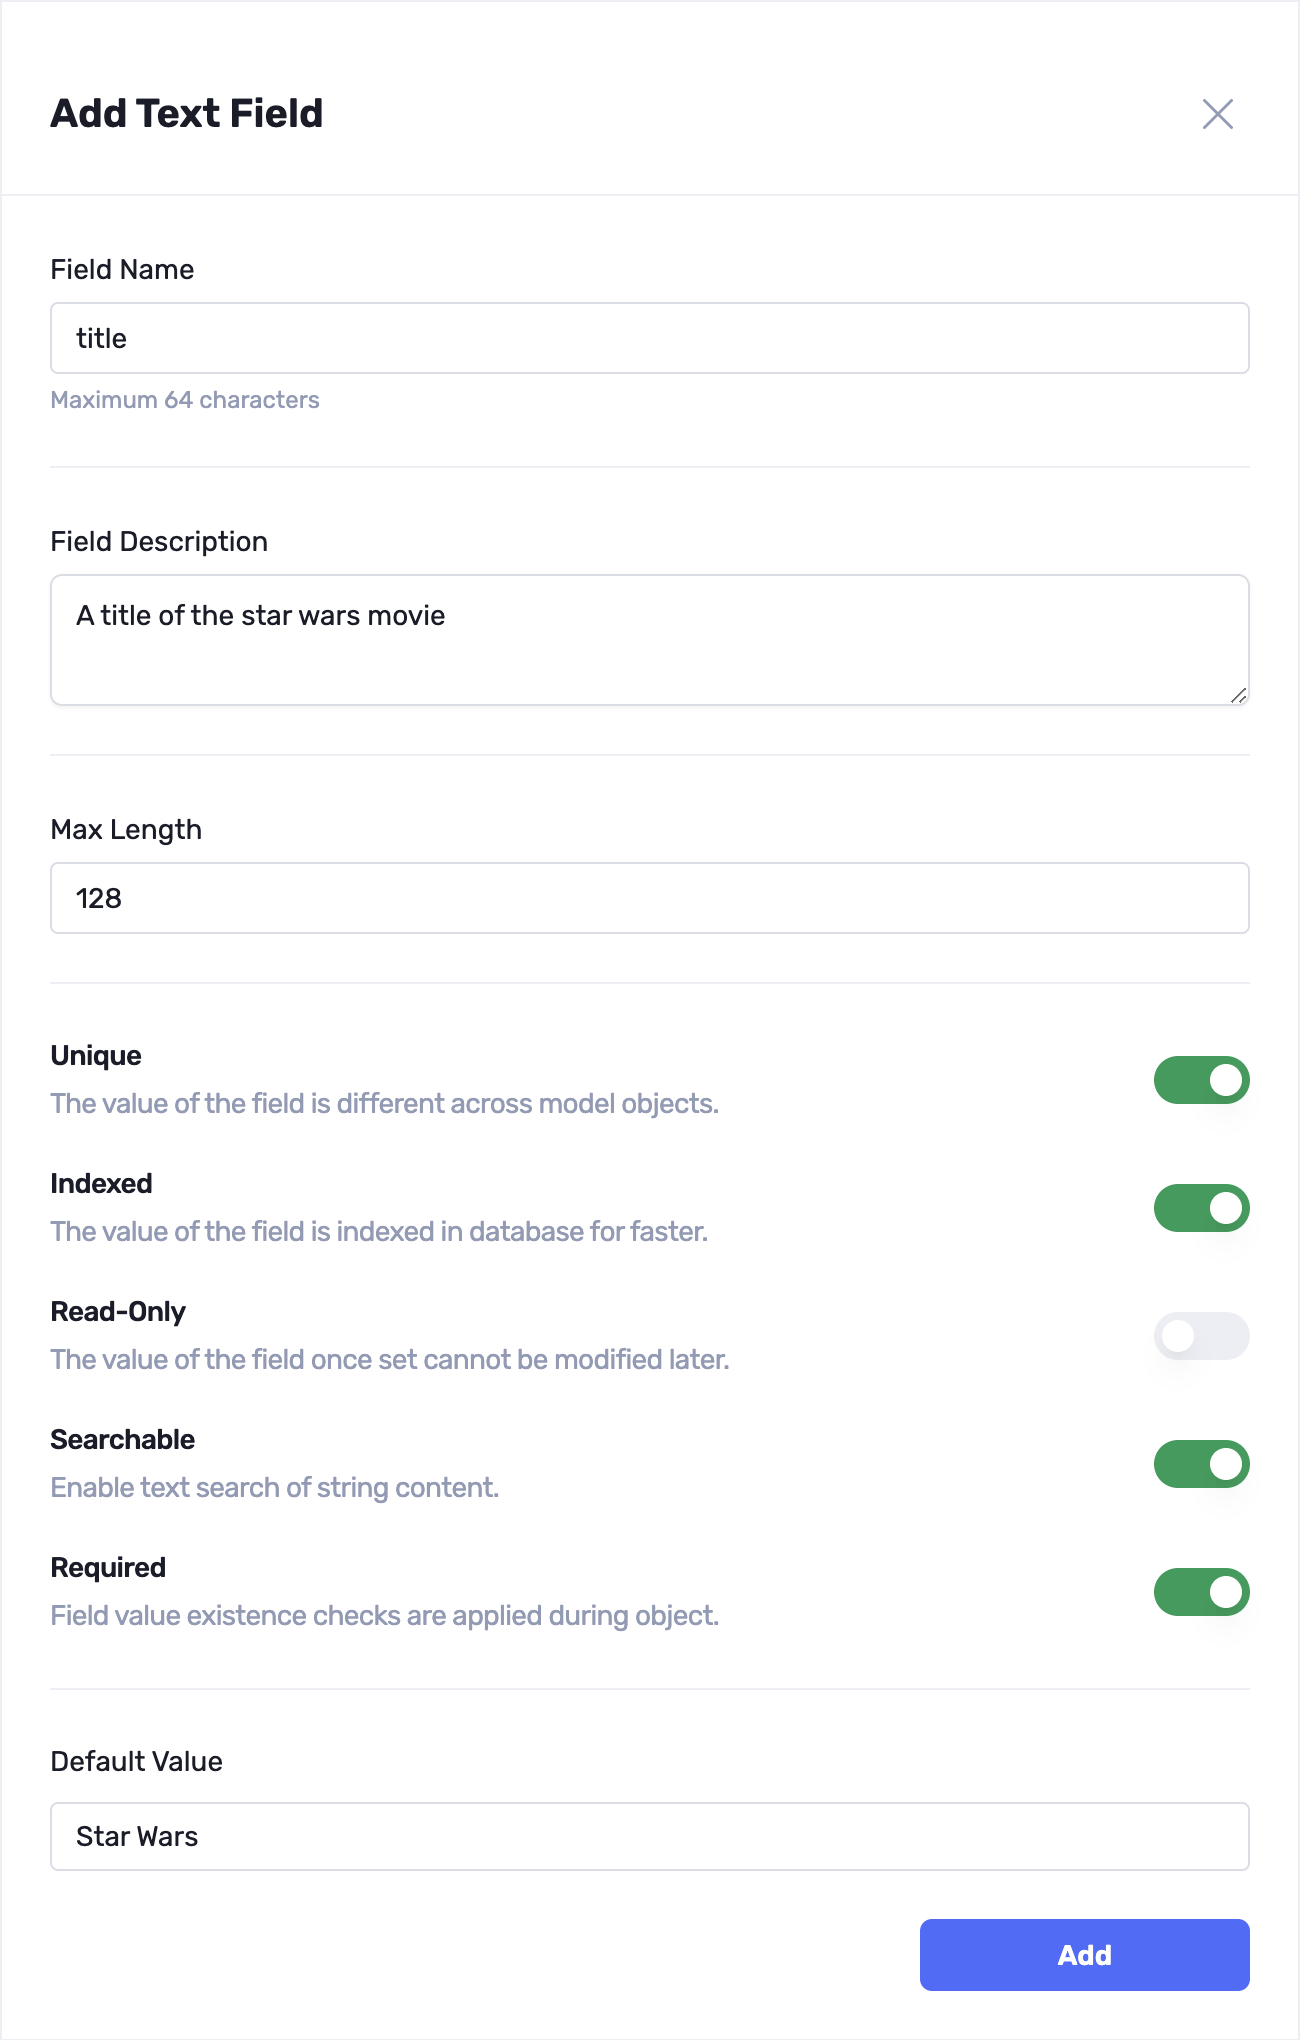 Add Text Field
Field Name
title
Maximum 64 characters
Field Description
A title of the star wars movie
Max Length
128
Unique
The value of the field is different across model objects.
Indexed
The value of the field is indexed in database for faster.
Read-Only
The value of the field once set cannot be modified later.
Searchable
Enable text search of string content.
Required
Field value existence checks are applied during object.
Default Value
Star Wars
Add